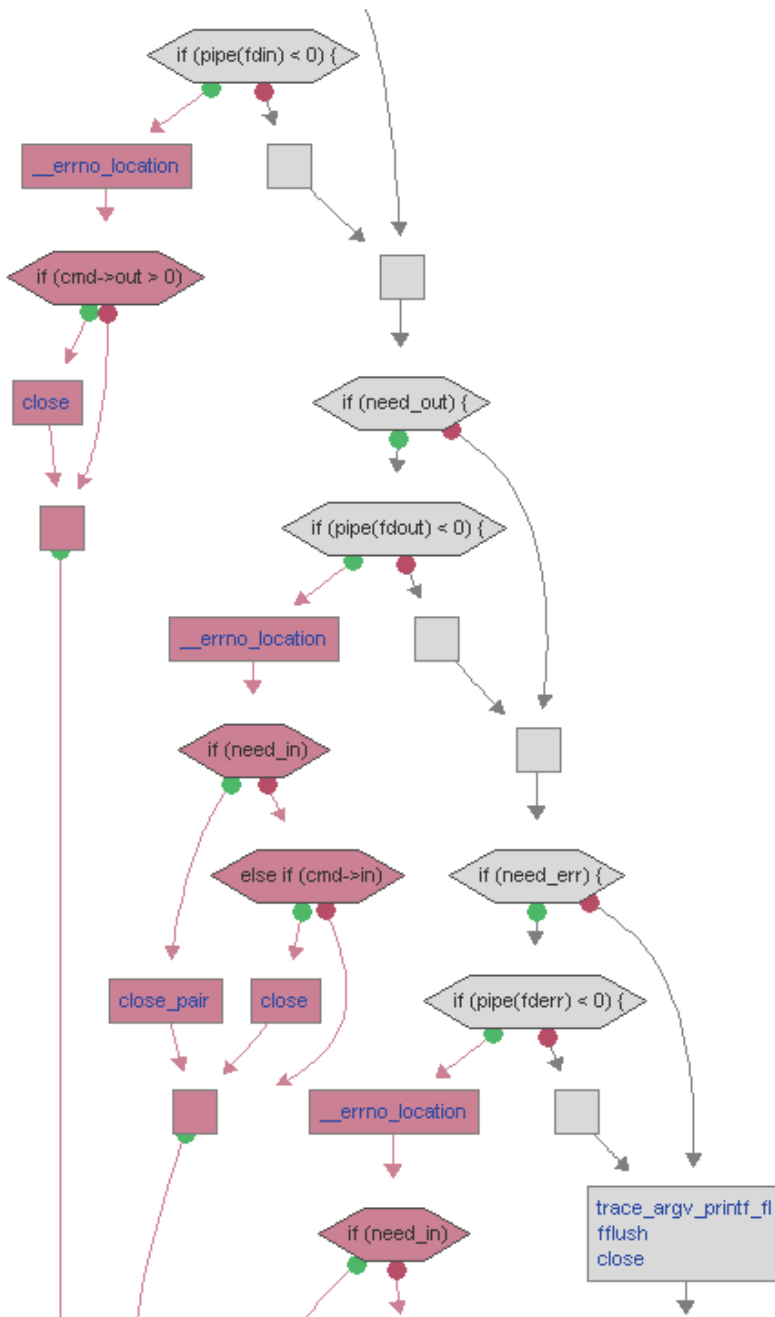 if (pipe(fdin) < 0) {
__errno_location
if (cmd->out > 0)
close
if (need_out) {
if (pipe(fdout) < 0) {
__errno_location
if (need_in)
else if (cmd->in)
if (need_err) {
close_pair
close
if (pipe(fderr) < 0) {
__errno_location
trace_argv_printf_fl
fflush
close
if (need_in)